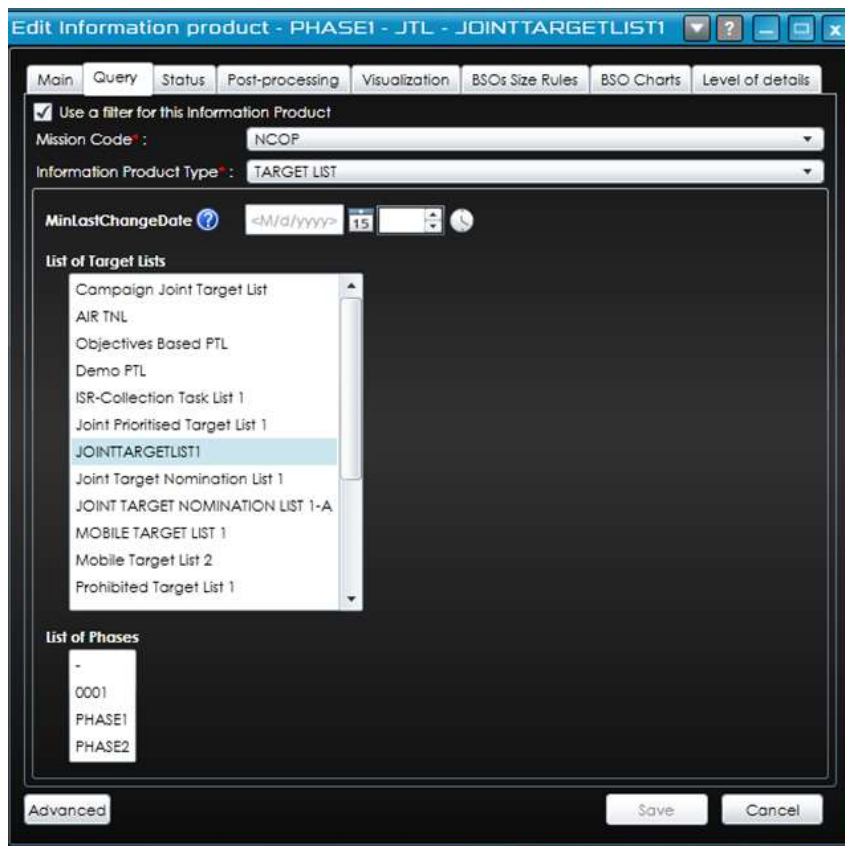 Edit Information product - PHASE1 - JTL - JOINTTARGETLIST1 ? x
Main Query Status Post-processing Visualization BSOs Size Rules BSO Charts Level of details
Use a filter for this Information Product
Mission Code* : NCOP
Information Product Type* : TARGET LIST
MinLastChangeDate ? <M/d/yyyy> 15
List of Target Lists
Campaign Joint Target List
AIR TNL
Objectives Based PTL
Demo PTL
ISR-Collection Task List 1
Joint Prioritised Target List 1
JOINTTARGETLIST1
Joint Target Nomination List 1
JOINT TARGET NOMINATION LIST 1-A
MOBILE TARGET LIST 1
Mobile Target List 2
Prohibited Target List 1
List of Phases
-
0001
PHASE1
PHASE2
Advanced Save Cancel